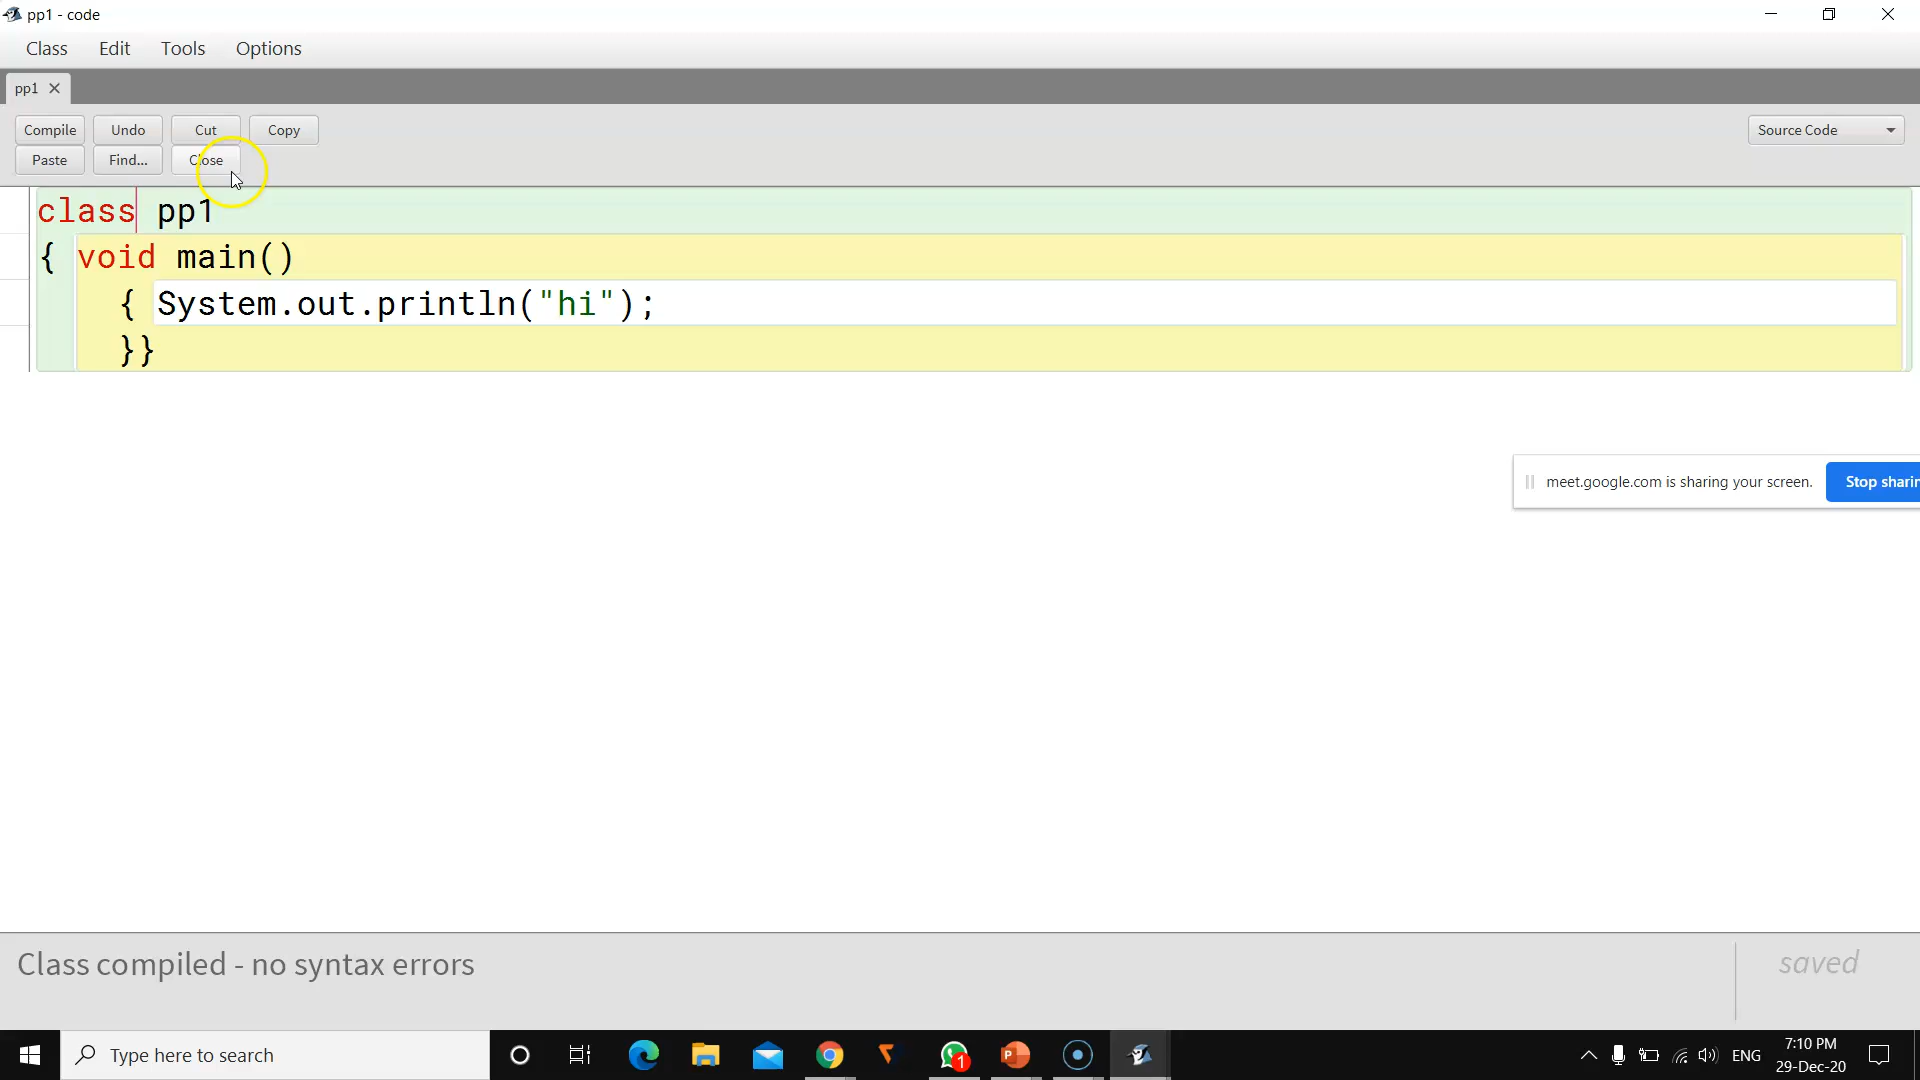 pp1 - code
Class Edit Tools Options
pp1
Compile Undo Cut Copy
Source Code
Paste Find... Close
class pp1
{ void main()
{ System.out.println("hi");
}}
meet.google.com is sharing your screen. Stop sharin
Class compiled - no syntax errors
saved
Type here to search
1
P
ENG
7:10 PM
29-Dec-20